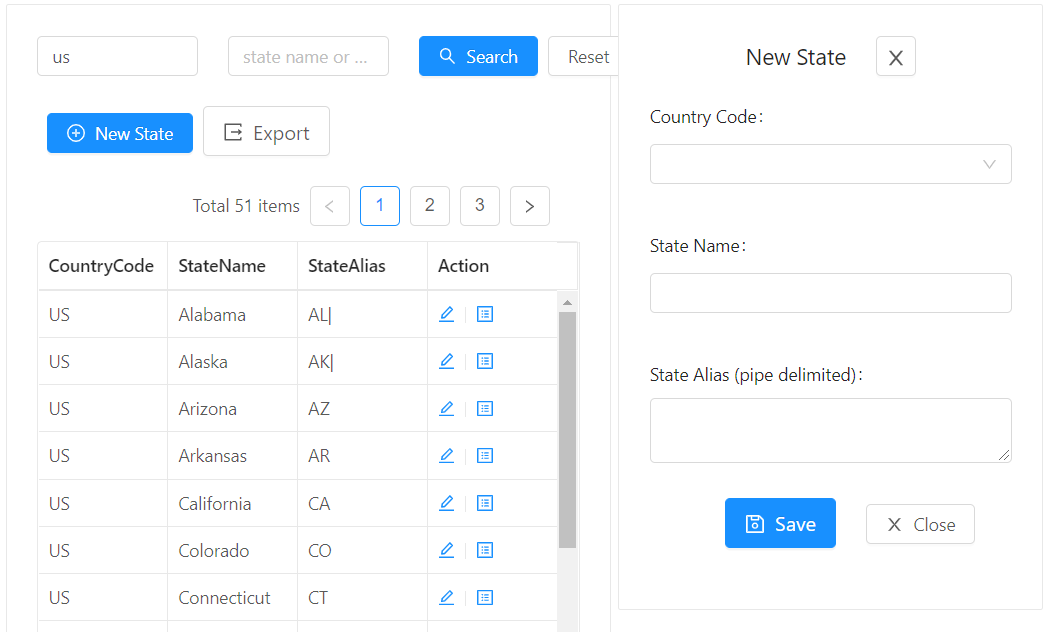 us
state name or ...
Search
Reset
New State
Export
Total 51 items
<
1
2
3
>
CountryCode StateName StateAlias Action
US Alabama AL|
US Alaska AK|
US Arizona AZ
US Arkansas AR
US California CA
US Colorado CO
US Connecticut CT
New State
X
Country Code:
State Name:
State Alias (pipe delimited):
Save
X Close